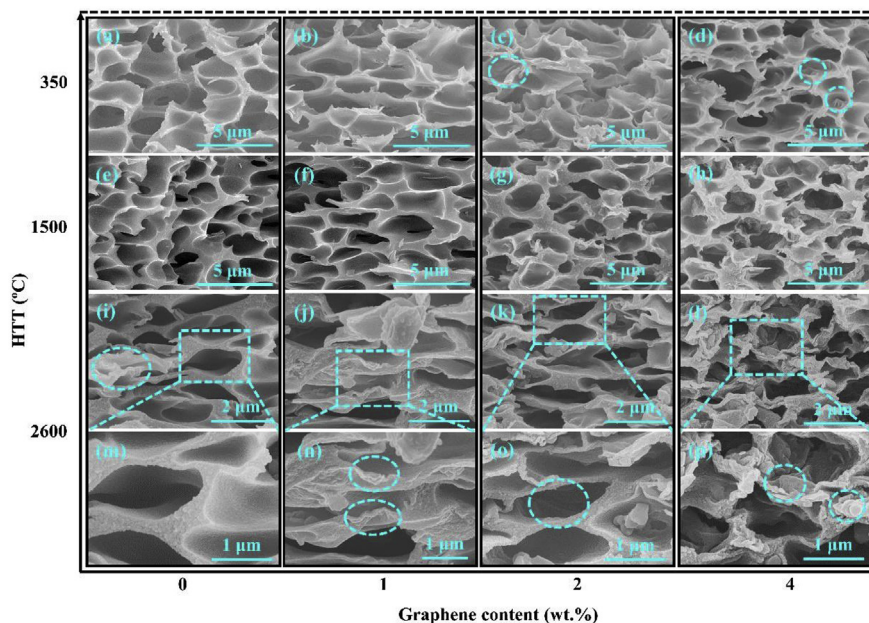 (a) (b) (c) (d)
350
5 μm 5 μm 5 μm 5 μm
(e) (f) (g) (h)
1500
5 μm 5 μm 5 μm 5 μm
HTT (ºC)
(i) (j) (k) (l)
2 μm 2 μm 2 μm 2 μm
2600
(m) (n) (o) (p)
1 μm 1 μm 1 μm 1 μm
0 1 2 4
Graphene content (wt.%)